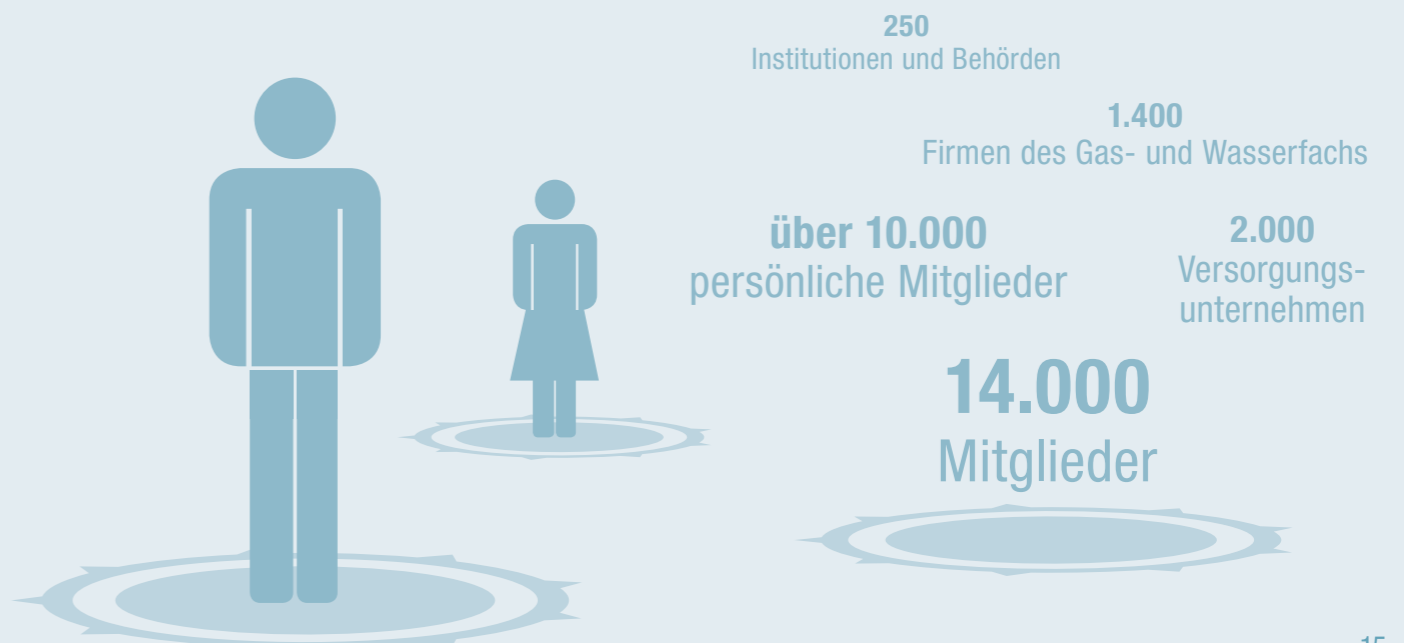 250
Institutionen und Behörden
1.400
Firmen des Gas- und Wasserfachs
über 10.000
persönliche Mitglieder
2.000
Versorgungs-
unternehmen
14.000
Mitglieder
15